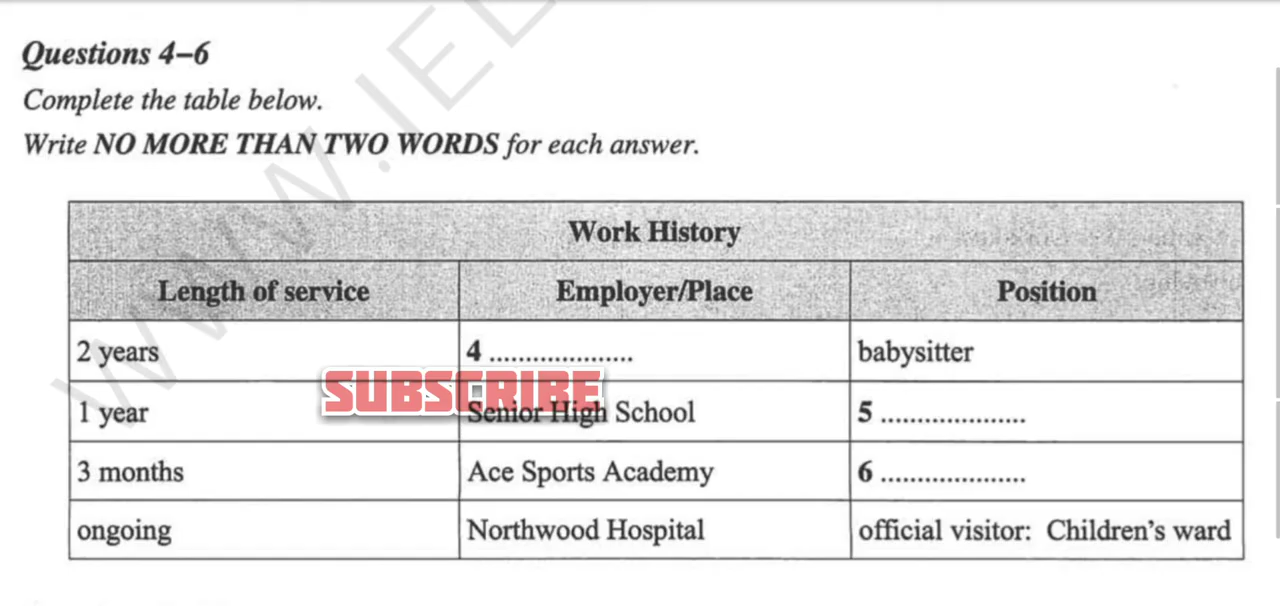 Questions 4–6
Complete the table below.
Write NO MORE THAN TWO WORDS for each answer.
Work History
Length of service Employer/Place Position
2 years 4 .................... babysitter
SUBSCRIBE
1 year Senior High School 5 ....................
3 months Ace Sports Academy 6 ....................
ongoing Northwood Hospital official visitor: Children's ward
WWW.IEL